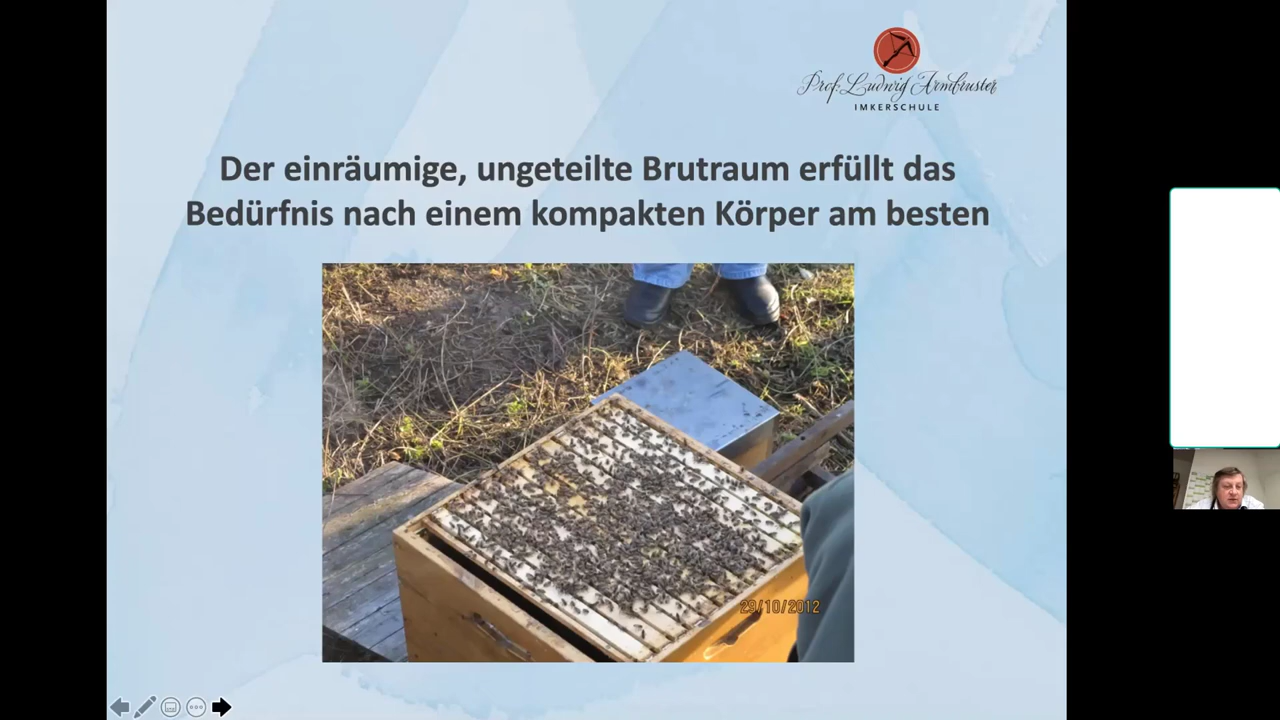 Prof. Ludwig Armbruster
IMKERSCHULE
Der einräumige, ungeteilte Brutraum erfüllt das
Bedürfnis nach einem kompakten Körper am besten
29/10/2012